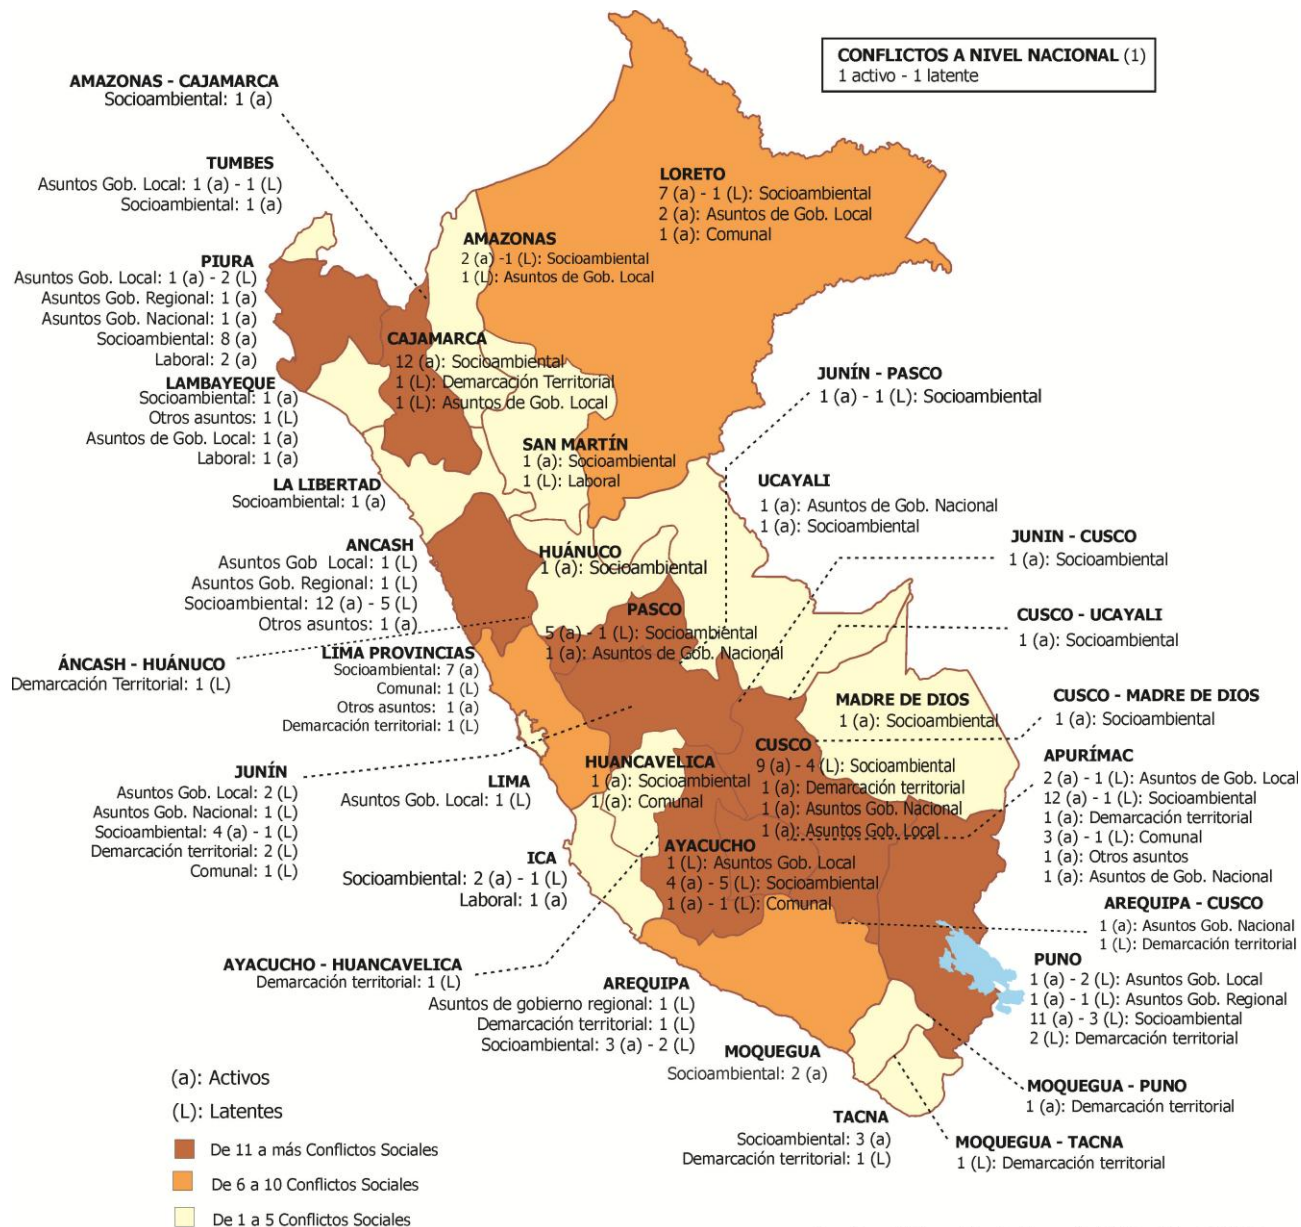 CONFLICTOS A NIVEL NACIONAL (1)
1 activo - 1 latente
AMAZONAS - CAJAMARCA
Socioambiental: 1 (a)
TUMBES
Asuntos Gob. Local: 1 (a) - 1 (L)
Socioambiental: 1 (a)
LORETO
7 (a) - 1 (L): Socioambiental
2 (a): Asuntos de Gob. Local
1 (a): Comunal
AMAZONAS
2 (a) -1 (L): Socioambiental
1 (L): Asuntos de Gob. Local
PIURA
Asuntos Gob. Local: 1 (a) - 2 (L)
Asuntos Gob. Regional: 1 (a)
Asuntos Gob. Nacional: 1 (a)
Socioambiental: 8 (a)
Laboral: 2 (a)
CAJAMARCA
12 (a): Socioambiental
1 (L): Demarcación Territorial
1 (L): Asuntos de Gob. Local
LAMBAYEQUE
Socioambiental: 1 (a)
Otros asuntos: 1 (L)
Asuntos de Gob. Local: 1 (a)
Laboral: 1 (a)
JUNÍN - PASCO
1 (a) - 1 (L): Socioambiental
SAN MARTÍN
1 (a): Socioambiental
1 (L): Laboral
LA LIBERTAD
Socioambiental: 1 (a)
UCAYALI
1 (a): Asuntos de Gob. Nacional
1 (a): Socioambiental
ANCASH
Asuntos Gob Local: 1 (L)
Asuntos Gob. Regional: 1 (L)
Socioambiental: 12 (a) - 5 (L)
Otros asuntos: 1 (a)
HUÁNUCO
1 (a): Socioambiental
JUNIN - CUSCO
1 (a): Socioambiental
PASCO
5 (a) - 1 (L): Socioambiental
1 (a): Asuntos de Gob. Nacional
CUSCO - UCAYALI
1 (a): Socioambiental
ÁNCASH - HUÁNUCO
Demarcación Territorial: 1 (L)
LIMA PROVINCIAS
Socioambiental: 7 (a)
Comunal: 1 (L)
Otros asuntos: 1 (a)
Demarcación territorial: 1 (L)
MADRE DE DIOS
1 (a): Socioambiental
CUSCO - MADRE DE DIOS
1 (a): Socioambiental
JUNÍN
Asuntos Gob. Local: 2 (L)
Asuntos Gob. Nacional: 1 (L)
Socioambiental: 4 (a) - 1 (L)
Demarcación territorial: 2 (L)
Comunal: 1 (L)
LIMA
Asuntos Gob. Local: 1 (L)
HUANCAVELICA
1 (a): Socioambiental
1 (a): Comunal
CUSCO
9 (a) - 4 (L): Socioambiental
1 (a): Demarcación territorial
1 (a): Asuntos Gob. Nacional
1 (a): Asuntos Gob. Local
APURÍMAC
2 (a) - 1 (L): Asuntos de Gob. Local
12 (a) - 1 (L): Socioambiental
1 (a): Demarcación territorial
3 (a) - 1 (L): Comunal
1 (a): Otros asuntos
1 (a): Asuntos de Gob. Nacional
ICA
Socioambiental: 2 (a) - 1 (L)
Laboral: 1 (a)
AYACUCHO
1 (L): Asuntos Gob. Local
4 (a) - 5 (L): Socioambiental
1 (a) - 1 (L): Comunal
AREQUIPA - CUSCO
1 (a): Asuntos Gob. Nacional
1 (L): Demarcación territorial
AYACUCHO - HUANCAVELICA
Demarcación territorial: 1 (L)
AREQUIPA
Asuntos de gobierno regional: 1 (L)
Demarcación territorial: 1 (L)
Socioambiental: 3 (a) - 2 (L)
PUNO
1 (a) - 2 (L): Asuntos Gob. Local
1 (a) - 1 (L): Asuntos Gob. Regional
11 (a) - 3 (L): Socioambiental
2 (L): Demarcación territorial
MOQUEGUA
Socioambiental: 2 (a)
MOQUEGUA - PUNO
1 (a): Demarcación territorial
TACNA
Socioambiental: 3 (a)
Demarcación territorial: 1 (L)
MOQUEGUA - TACNA
1 (L): Demarcación territorial
(a): Activos
(L): Latentes
De 11 a más Conflictos Sociales
De 6 a 10 Conflictos Sociales
De 1 a 5 Conflictos Sociales